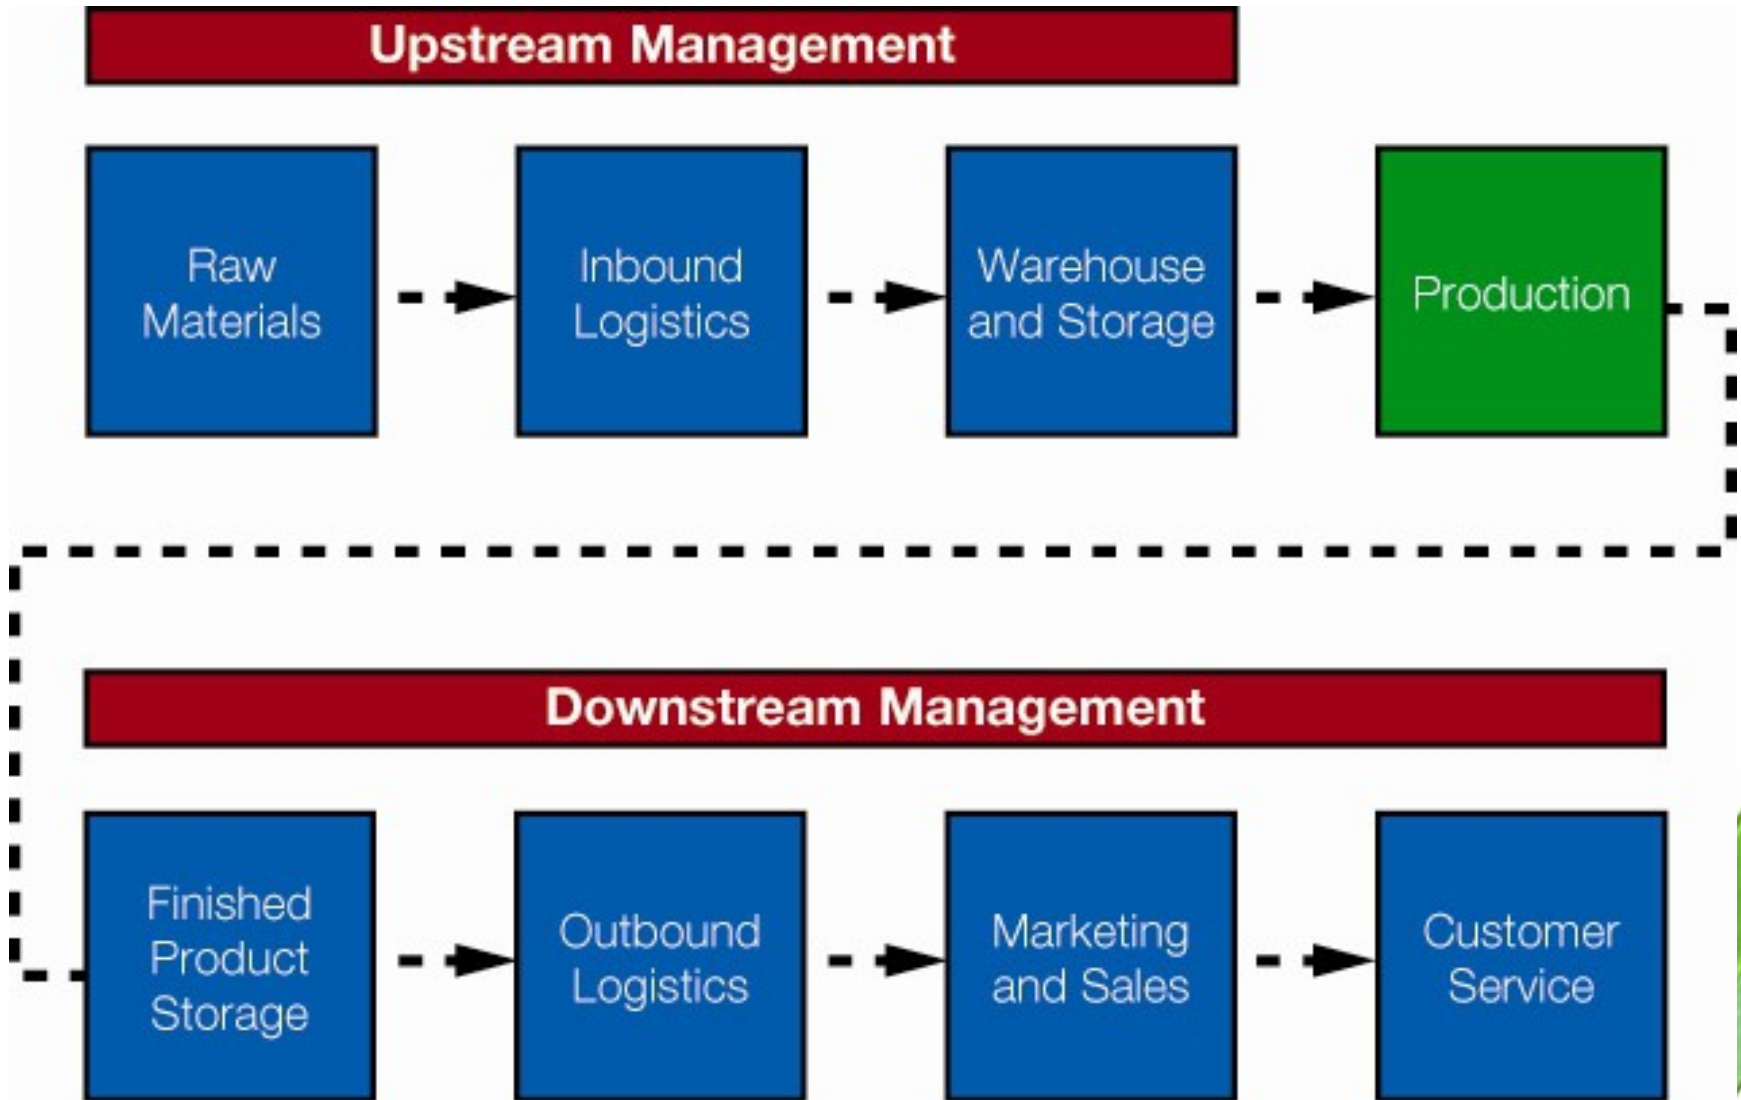 Upstream Management
Raw
Materials
Inbound
Logistics
Warehouse
and Storage
Production
Downstream Management
Finished
Product
Storage
Outbound
Logistics
Marketing
and Sales
Customer
Service